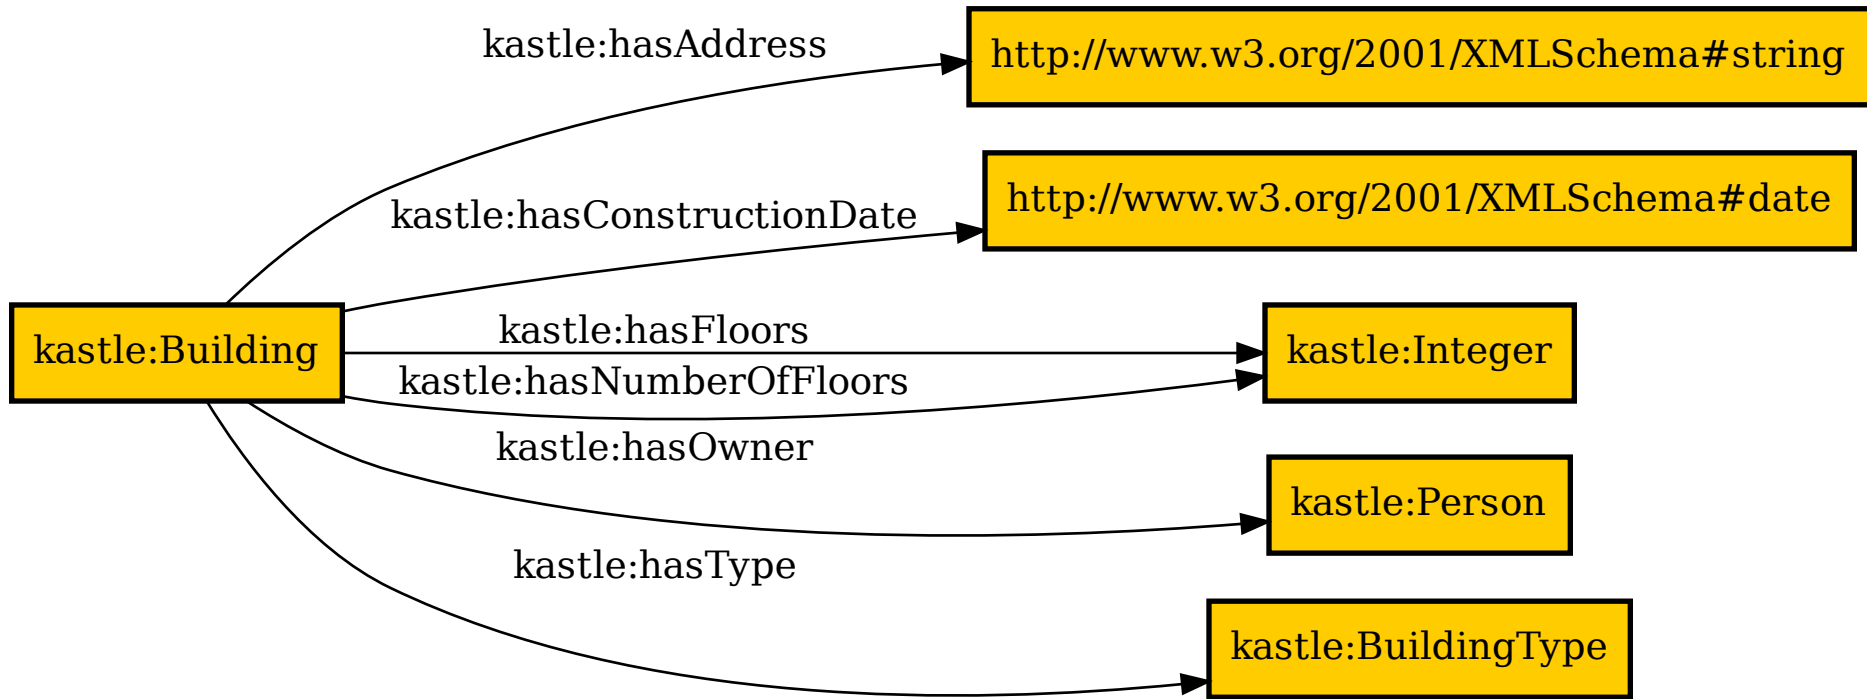 kastle:hasAddress
http://www.w3.org/2001/XMLSchema#string
kastle:hasConstructionDate
http://www.w3.org/2001/XMLSchema#date
kastle:Building
kastle:hasFloors
kastle:Integer
kastle:hasNumberOfFloors
kastle:hasOwner
kastle:Person
kastle:hasType
kastle:BuildingType